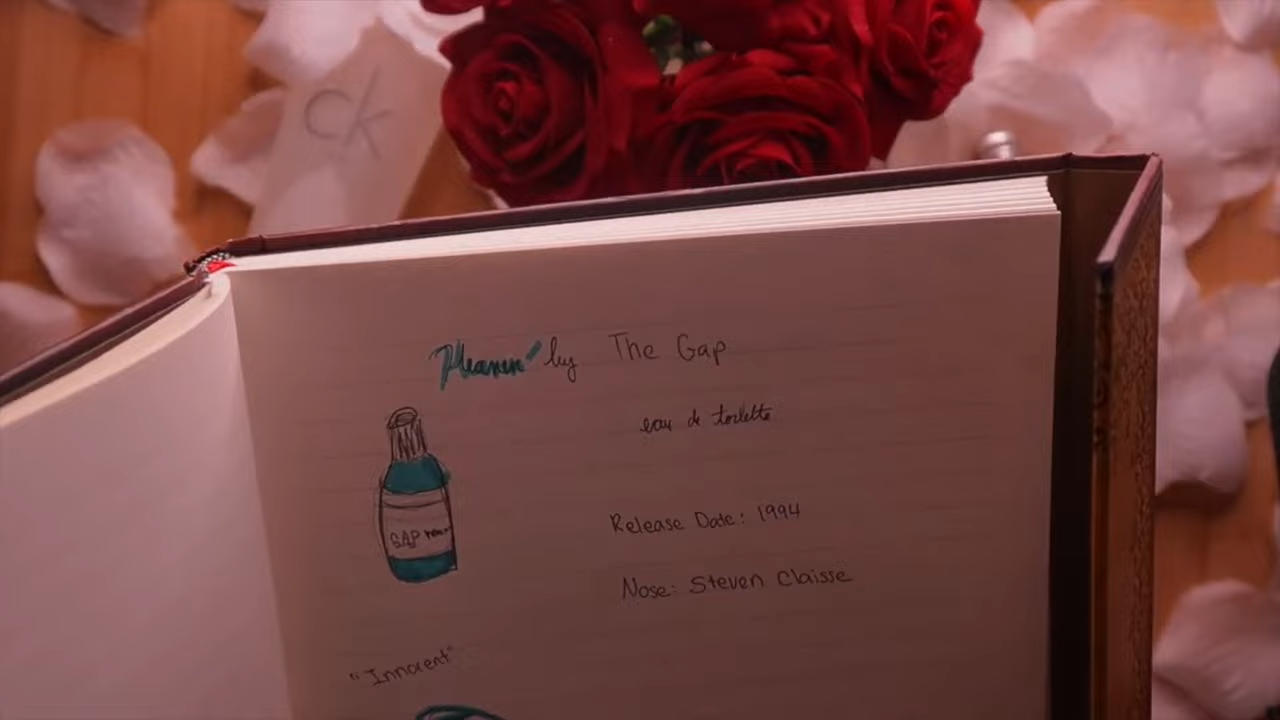 ck
Heaven by The Gap
eau de toilette
Release Date: 1994
GAP
Nose: Steven Claisse
"Innocent"